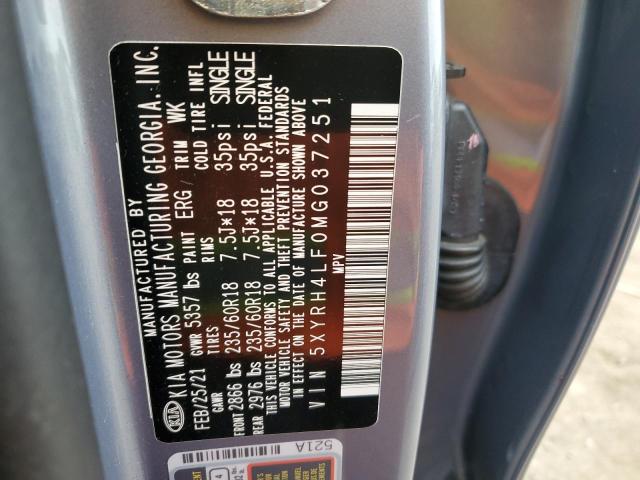 MANUFACTURED BY
KIA KIA MOTORS MANUFACTURING GEORGIA. INC.
FEB/25/21 GVWR 5357 lbs PAINT ERG / TRIM WK
GAWR TIRES RIMS COLD TIRE INFL
FRONT 2866 lbs 235/60R18 7.5J*18 35psi SINGLE
REAR 2976 lbs 235/60R18 7.5J*18 35psi SINGLE
THIS VEHICLE CONFORMS TO ALL APPLICABLE U.S.A. FEDERAL
MOTOR VEHICLE SAFETY AND THEFT PREVENTION STANDARDS
IN EFFECT ON THE DATE OF MANUFACTURE SHOWN ABOVE
VIN 5XYRH4LF0MG037251
MPV
521A
4